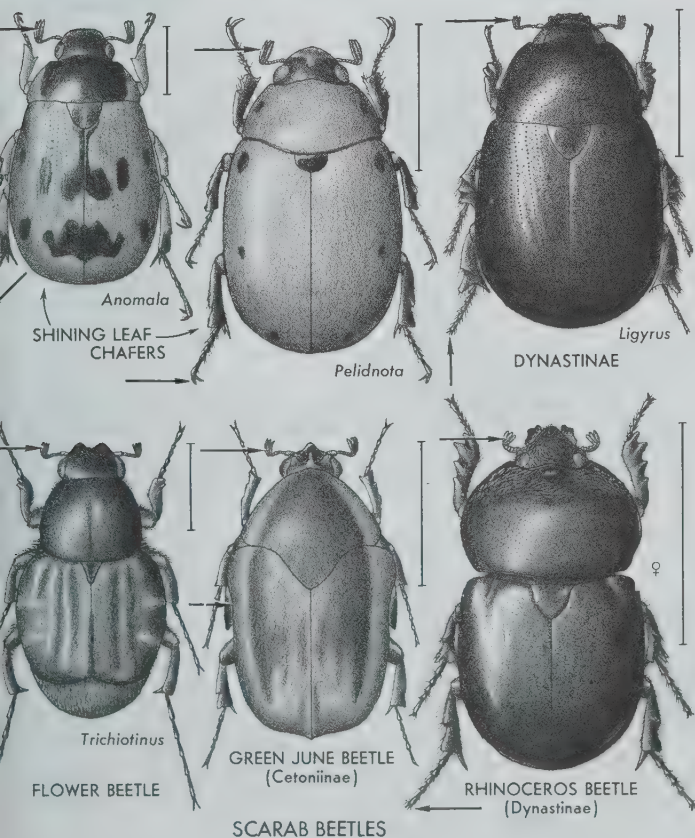 Anomala
SHINING LEAF
CHAFERS
Pelidnota
Ligyrus
DYNASTINAE
♀
Trichiotinus
FLOWER BEETLE
GREEN JUNE BEETLE
(Cetoniinae)
RHINOCEROS BEETLE
(Dynastinae)
SCARAB BEETLES